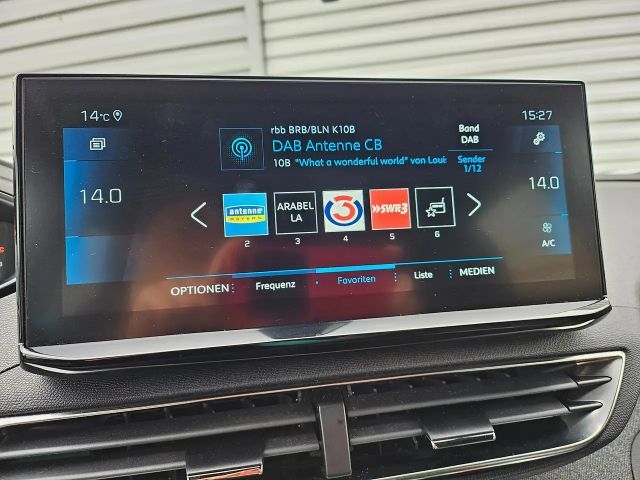 14°C
15:27
rbb BRB/BLN K10B
DAB Antenne CB
10B "What a wonderful world" von Louis
Band
DAB
Sender
1/12
14.0
14.0
antenne
BAYERN
ARABEL
LA
3
SWR3
2
3
4
5
6
A/C
OPTIONEN
Frequenz
Favoriten
Liste
MEDIEN